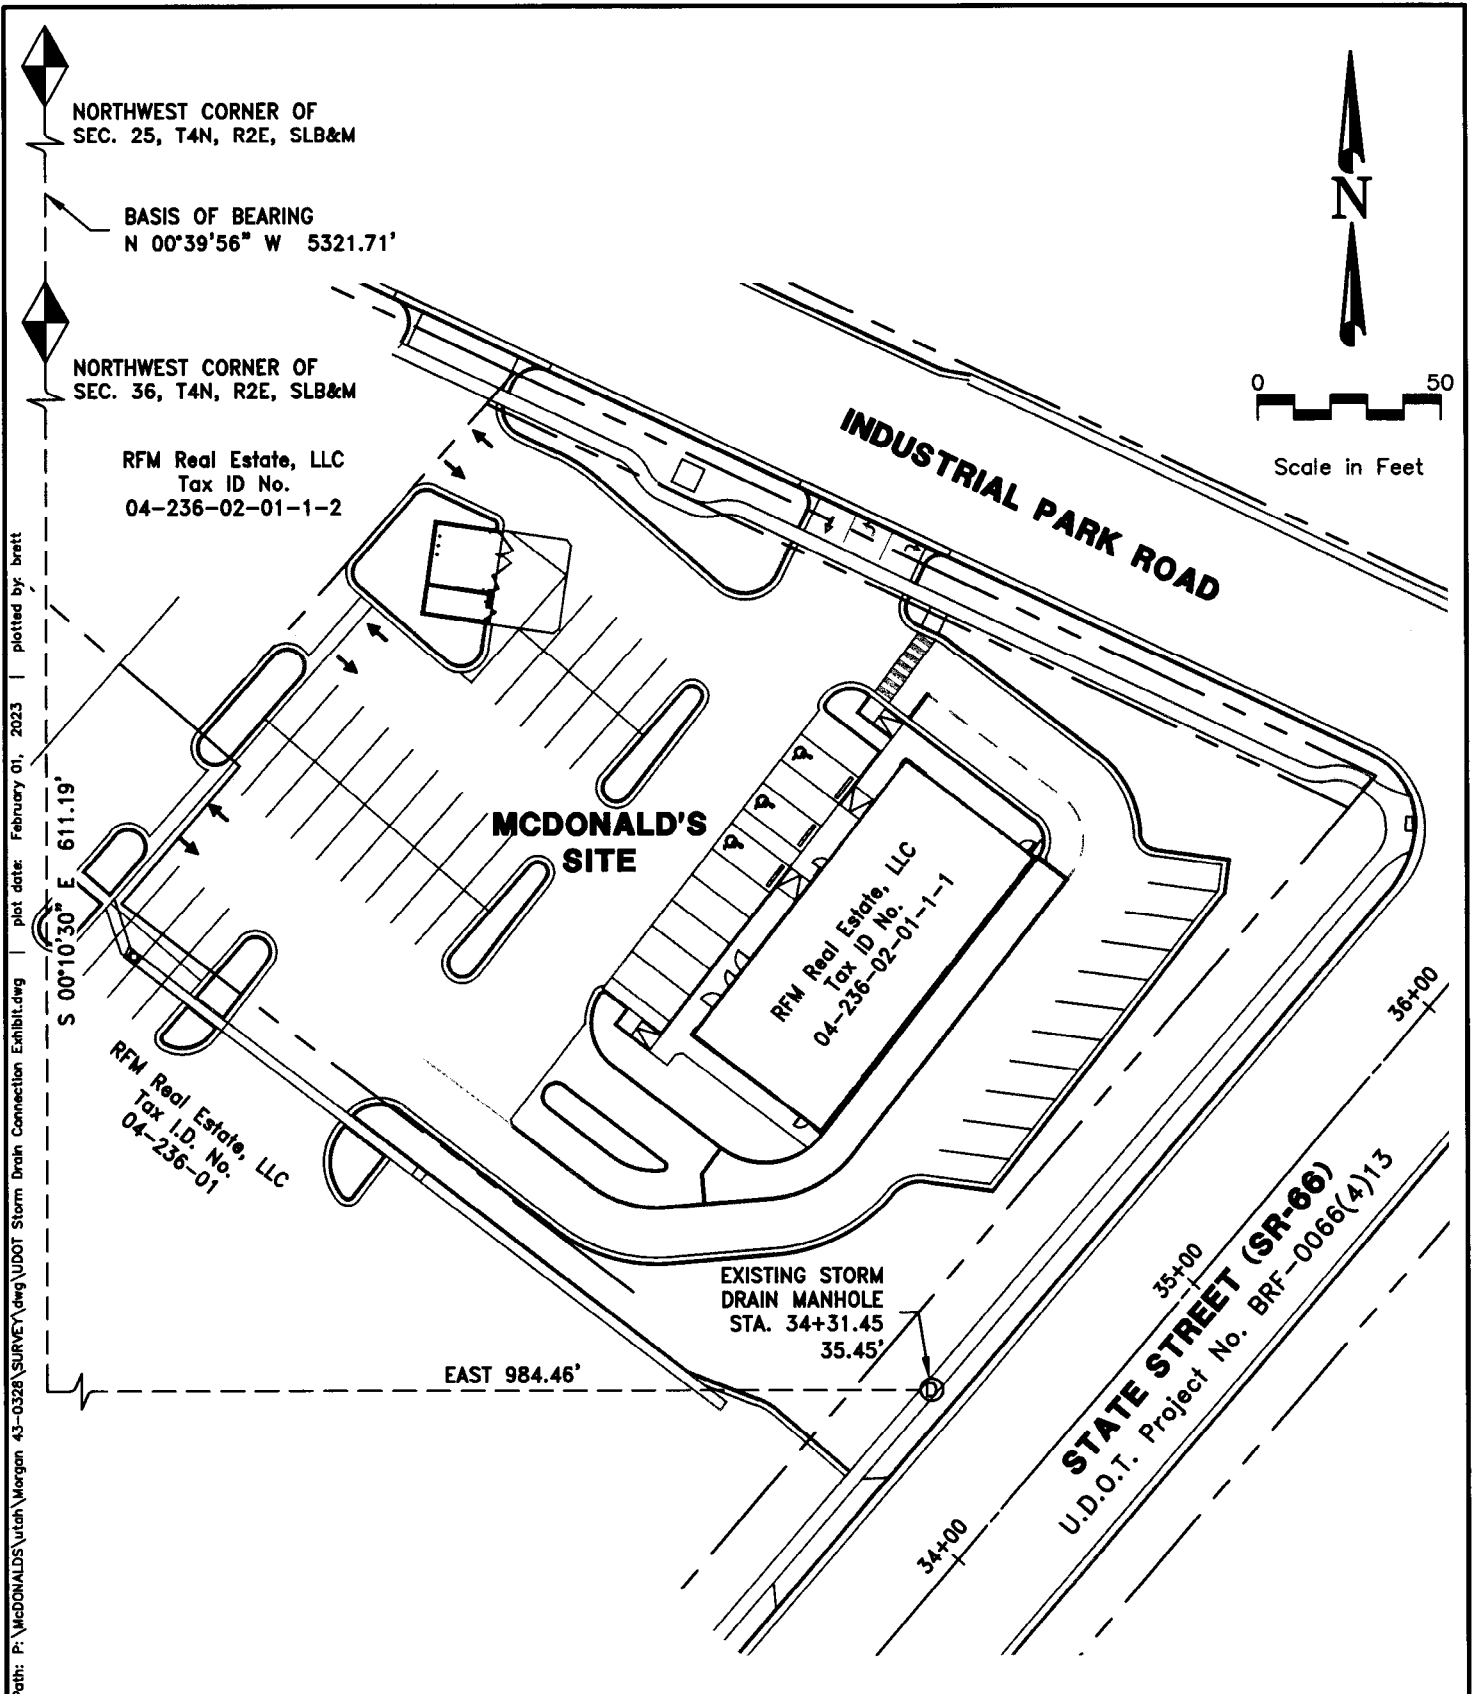 NORTHWEST CORNER OF
SEC. 25, T4N, R2E, SLB&M
BASIS OF BEARING
N 00°39'56" W 5321.71'
NORTHWEST CORNER OF
SEC. 36, T4N, R2E, SLB&M
RFM Real Estate, LLC
Tax ID No.
04-236-02-01-1-2
N
0 50
Scale in Feet
INDUSTRIAL PARK ROAD
MCDONALD'S
SITE
RFM Real Estate, LLC
Tax ID No.
04-236-02-01-1-1
S 00°10'30" E 611.19'
RFM Real Estate, LLC
Tax I.D. No.
04-236-01
EXISTING STORM
DRAIN MANHOLE
STA. 34+31.45
35.45'
EAST 984.46'
D
36+00
35+00
34+00
STATE STREET (SR-66)
U.D.O.T. Project No. BRF-0066(4)13
Path: P:\McDONALDS\utah\Morgan 43-0328\SURVEY\dwg\UDOT Storm Drain Connection Exhibit.dwg | plot date: February 01, 2023 | plotted by: brett